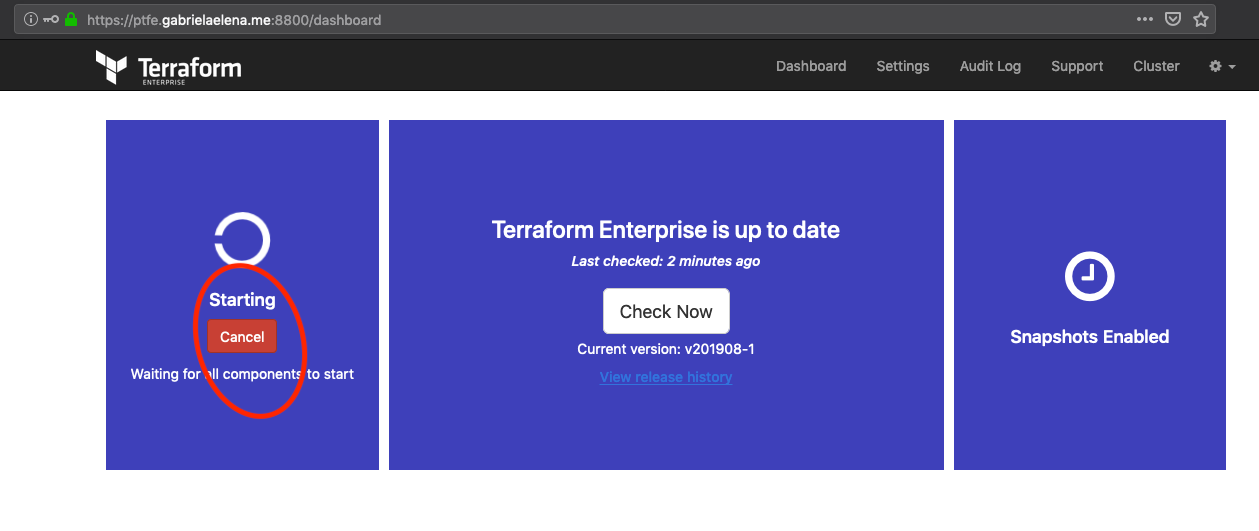 https://ptfe.gabrielaelena.me:8800/dashboard
Terraform
ENTERPRISE
Dashboard
Settings
Audit Log
Support
Cluster
Starting
Cancel
Waiting for all components to start
Terraform Enterprise is up to date
Last checked: 2 minutes ago
Check Now
Current version: v201908-1
View release history
Snapshots Enabled